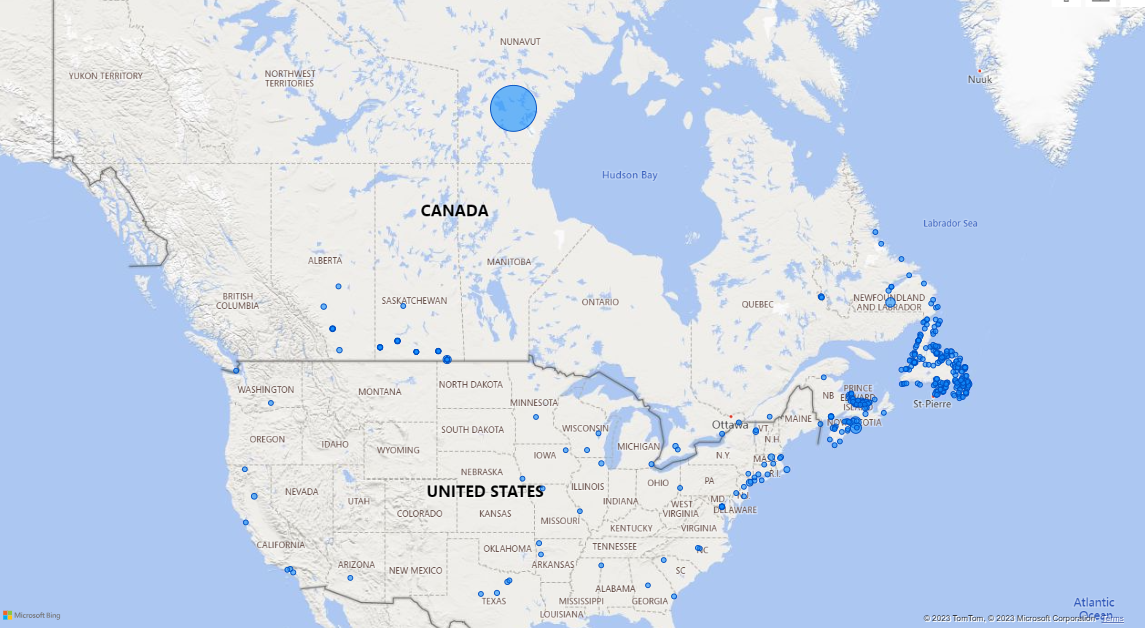 NUNAVUT
YUKON TERRITORY
NORTHWEST
TERRITORIES
Nuuk
Hudson Bay
CANADA
Labrador Sea
ALBERTA
MANITOBA
BRITISH
COLUMBIA
SASKATCHEWAN
ONTARIO
QUEBEC
NEWFOUNDLAND
AND LABRADOR
WASHINGTON
MONTANA
NORTH DAKOTA
MINNESOTA
NB
PRINCE
EDWARD
ISL
St-Pierre
NOVA SCOTIA
MAINE
Ottawa
VT
N H
OREGON
IDAHO
WYOMING
SOUTH DAKOTA
WISCONSIN
MICHIGAN
N.Y
MA
R.I.
IOWA
NEBRASKA
ILLINOIS
OHIO
PA
NJ
NEVADA
UTAH
UNITED STATES
INDIANA
MD
DELAWARE
COLORADO
KANSAS
MISSOURI
WEST
VIRGINIA
KENTUCKY
VIRGINIA
CALIFORNIA
ARIZONA
NEW MEXICO
OKLAHOMA
ARKANSAS
TENNESSEE
NC
SC
TEXAS
MISSISSIPPI
ALABAMA
GEORGIA
LOUISIANA
Atlantic
Ocean
Microsoft Bing
© 2023 TomTom, © 2023 Microsoft Corporation Terms